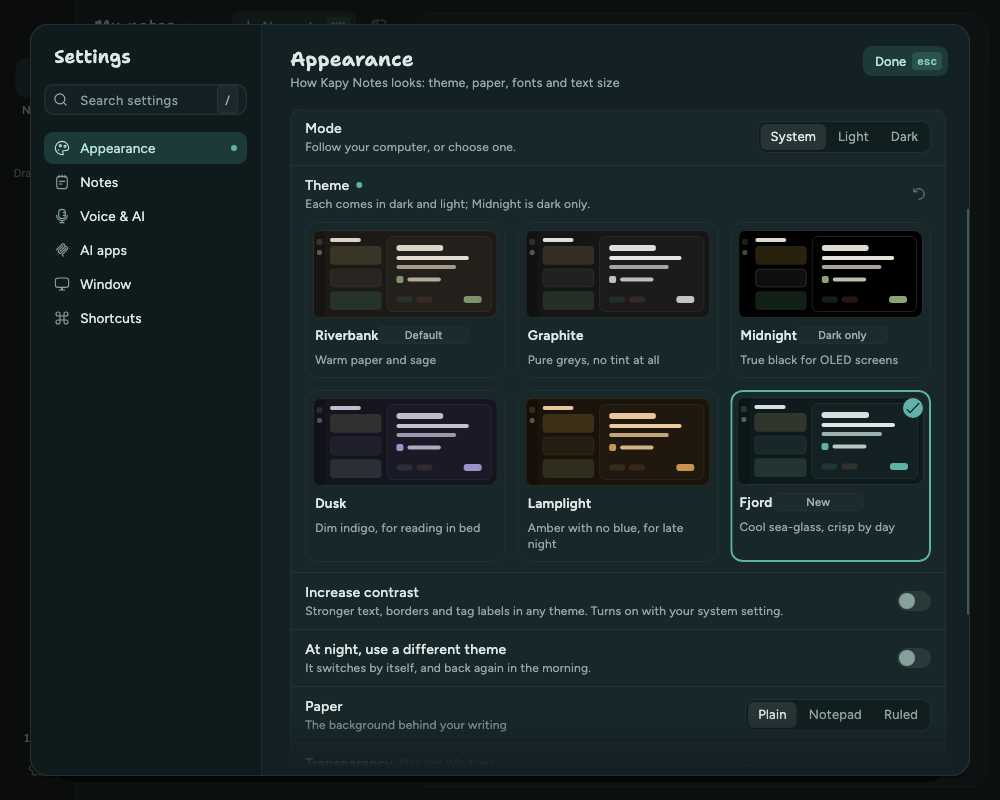 My notes
Settings
Search settings /
Appearance
Notes
Voice & AI
AI apps
Window
Shortcuts
Appearance
How Kapy Notes looks: theme, paper, fonts and text size
Done esc
Mode
Follow your computer, or choose one.
System Light Dark
Theme
Each comes in dark and light; Midnight is dark only.
Riverbank Default
Warm paper and sage
Graphite
Pure greys, no tint at all
Midnight Dark only
True black for OLED screens
Dusk
Dim indigo, for reading in bed
Lamplight
Amber with no blue, for late
night
Fjord New
Cool sea-glass, crisp by day
Increase contrast
Stronger text, borders and tag labels in any theme. Turns on with your system setting.
At night, use a different theme
It switches by itself, and back again in the morning.
Paper
The background behind your writing
Plain Notepad Ruled
Transparency Mac and Windows